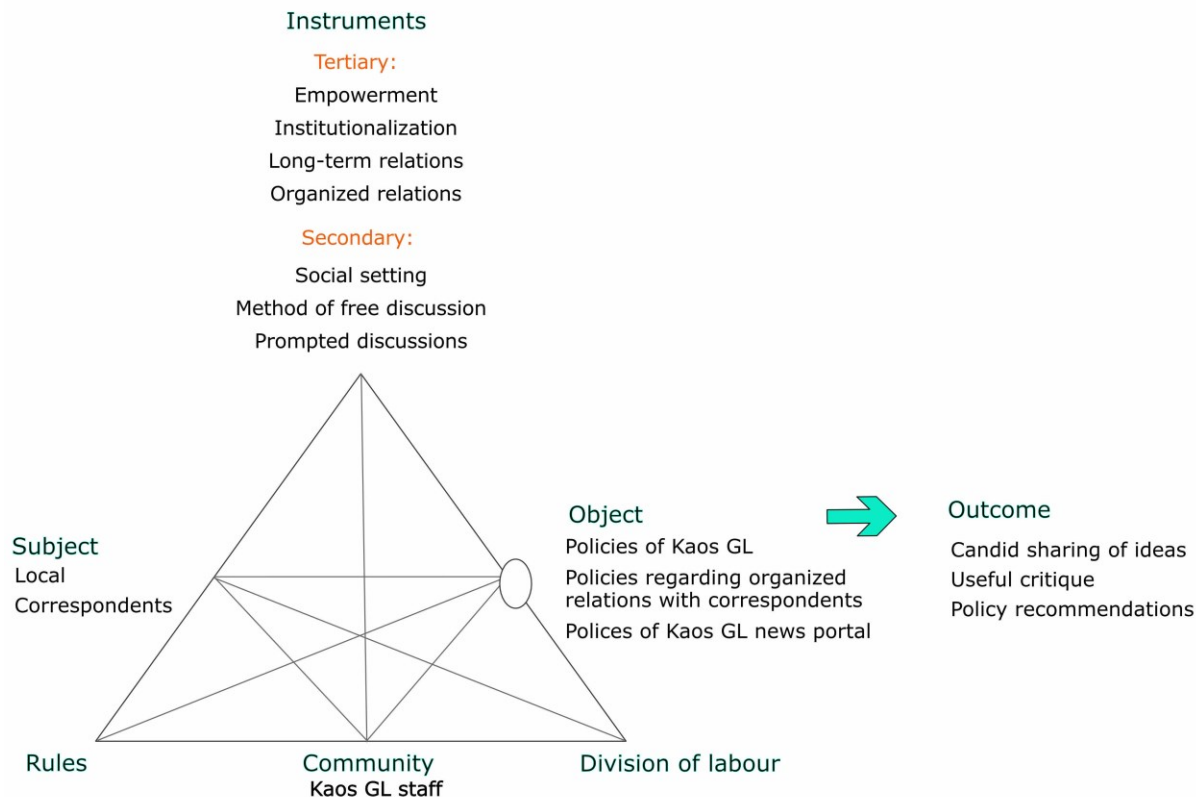 Instruments
Tertiary:
Empowerment
Institutionalization
Long-term relations
Organized relations
Secondary:
Social setting
Method of free discussion
Prompted discussions
Subject
Local
Correspondents
Object
Policies of Kaos GL
Policies regarding organized
relations with correspondents
Polices of Kaos GL news portal
Outcome
Candid sharing of ideas
Useful critique
Policy recommendations
Rules
Community
Kaos GL staff
Division of labour